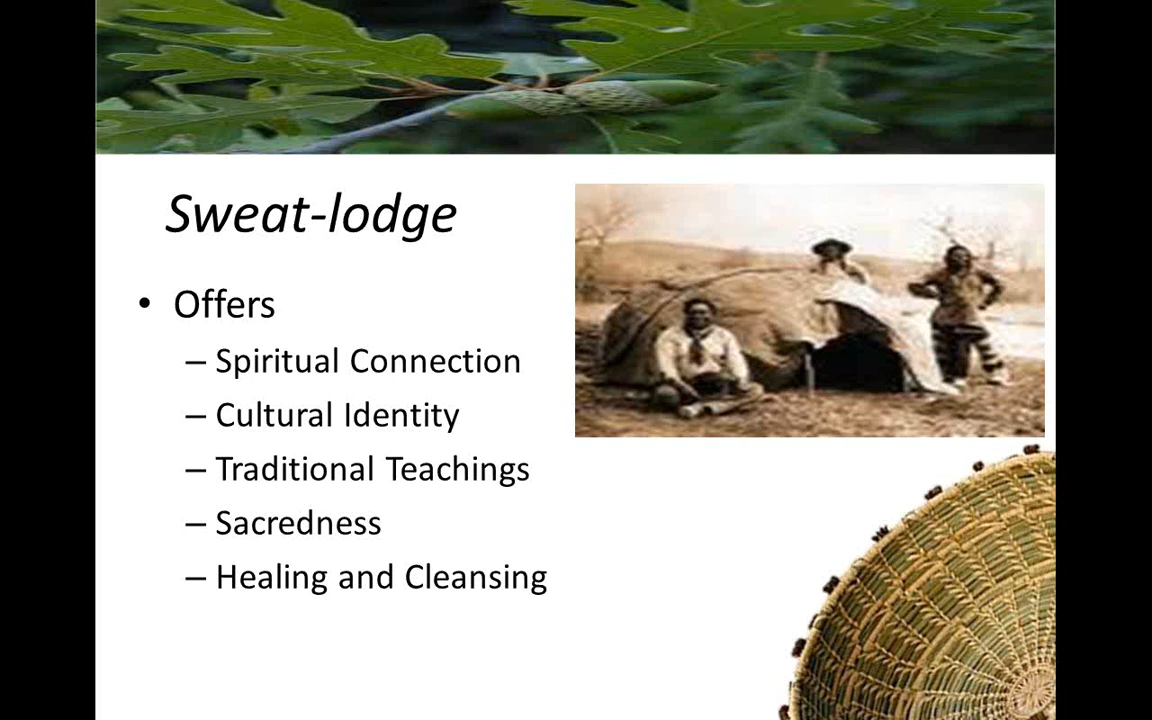 Sweat-lodge
• Offers
– Spiritual Connection
– Cultural Identity
– Traditional Teachings
– Sacredness
– Healing and Cleansing